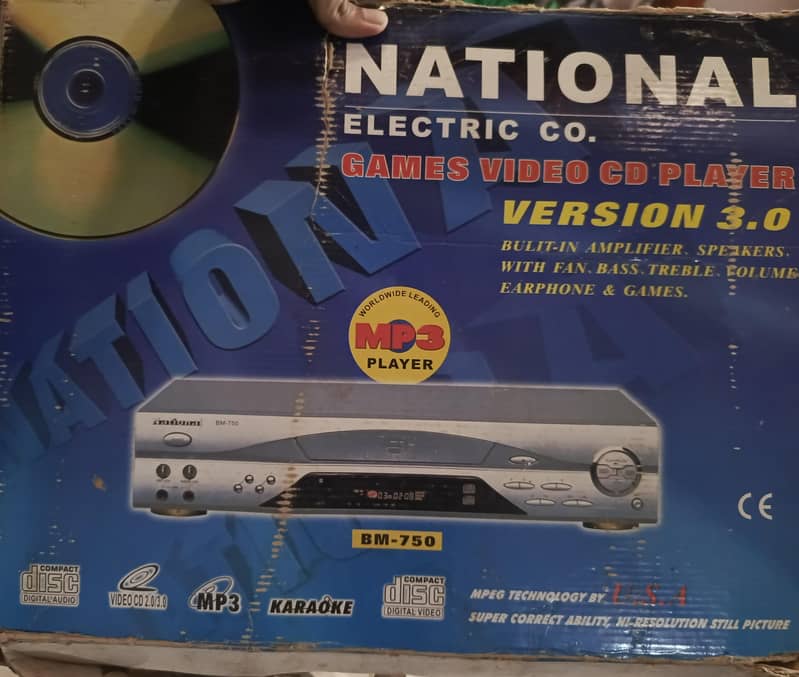 NATIONAL
ELECTRIC CO.
GAMES VIDEO CD PLAYER
VERSION 3.0
BULIT-IN AMPLIFIER, SPEAKERS,
WITH FAN, BASS, TREBLE, VOLUME
EARPHONE & GAMES.
NATIONAL
WORLDWIDE LEADING
MP3
PLAYER
National BM-750
BM-750
CE
COMPACT
disc
DIGITAL AUDIO
VIDEO CD 2.0/3.0
MP3
KARAOKE
COMPACT
disc
DIGITAL VIDEO
MPEG TECHNOLOGY BY U.S.A
SUPER CORRECT ABILITY, HI-RESOLUTION STILL PICTURE